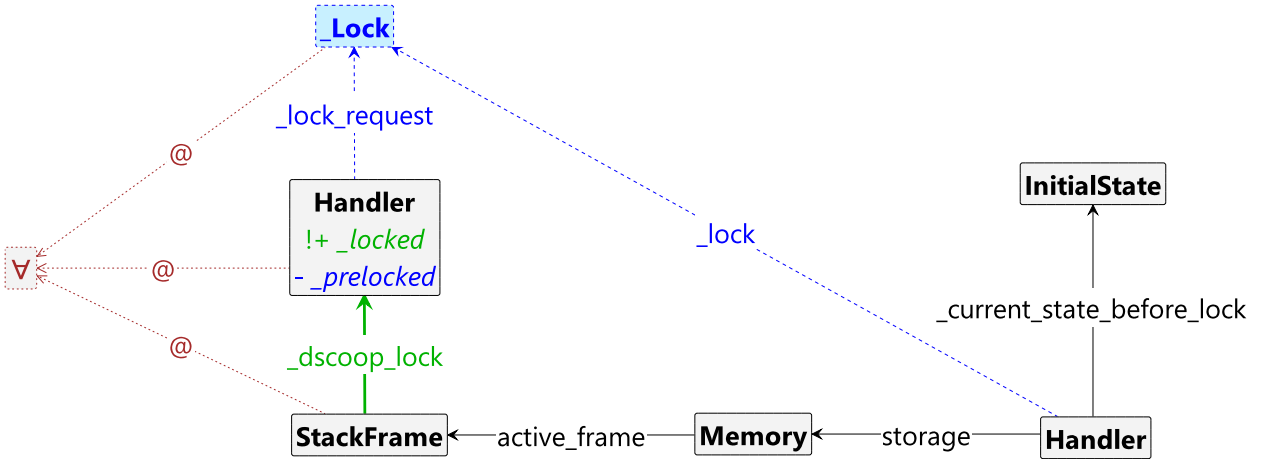 _Lock
_lock_request
@
Handler
!+ _locked
- _prelocked
InitialState
_lock
∀
@
_current_state_before_lock
@
_dscoop_lock
StackFrame
active_frame
Memory
storage
Handler